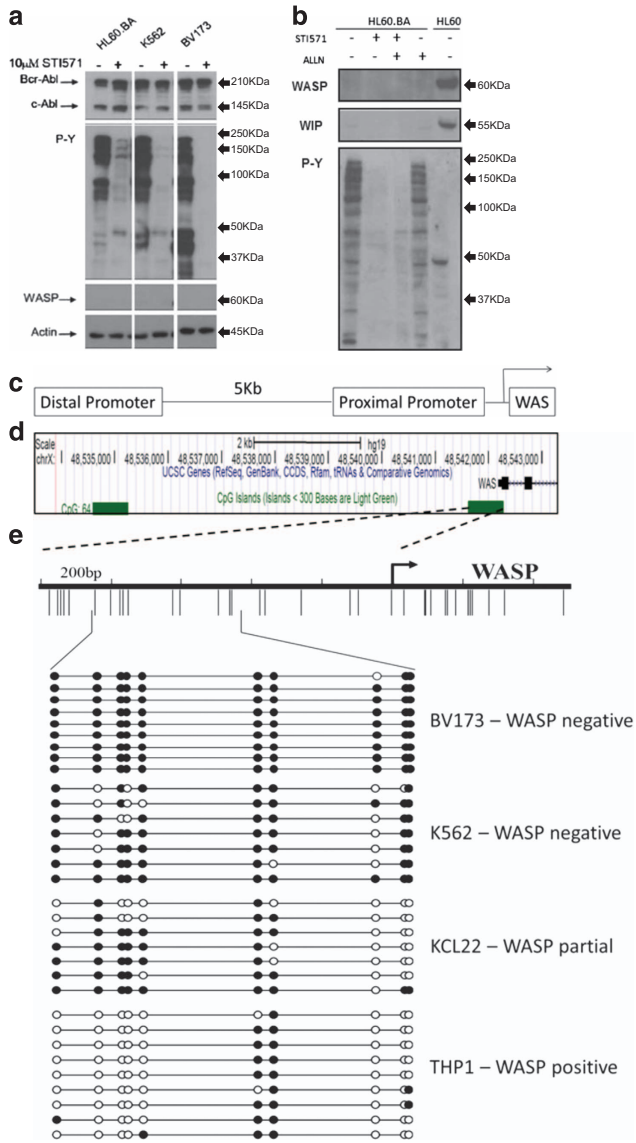 a
HL60.BA K562 BV173
10μM STI571 - + - + - +
Bcr-Abl 210KDa
c-Abl 145KDa
P-Y 250KDa
150KDa
100KDa
50KDa
37KDa
WASP 60KDa
Actin 45KDa
b
HL60.BA HL60
STI571 - + + - -
ALLN - - + + -
WASP 60KDa
WIP 55KDa
P-Y 250KDa
150KDa
100KDa
50KDa
37KDa
c
Distal Promoter 5Kb Proximal Promoter WAS
d
Scale 2 kb hg19
chrX: 48,535,000 48,536,000 48,537,000 48,538,000 48,539,000 48,540,000 48,541,000 48,542,000 48,543,000
UCSC Genes (RefSeq, GenBank, CCDS, Rfam, tRNAs & Comparative Genomics)
WAS
CpG Islands (Islands < 300 Bases are Light Green)
CpG: 64
e
200bp WASP
BV173 – WASP negative
K562 – WASP negative
KCL22 – WASP partial
THP1 – WASP positive